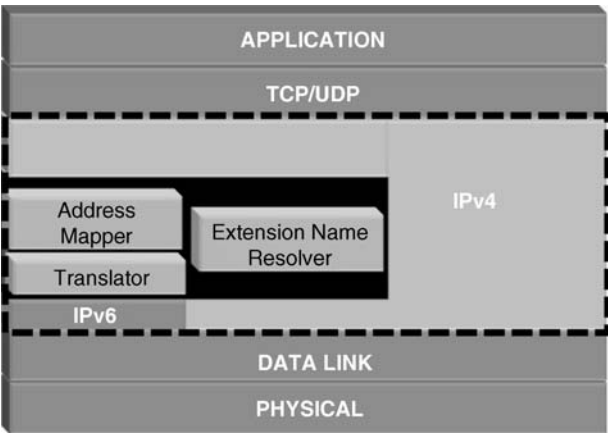 APPLICATION
TCP/UDP
IPv4
Address
Mapper
Extension Name
Resolver
Translator
IPv6
DATA LINK
PHYSICAL